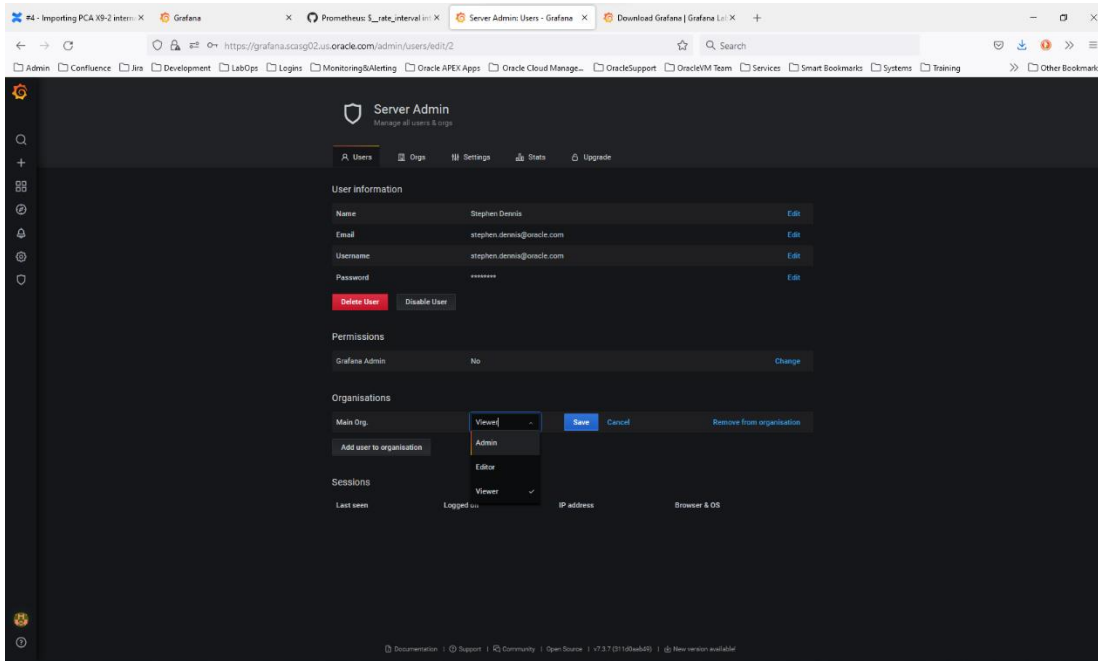 #4 - Importing PCA X9-2 intern
Grafana
Prometheus: $__rate_interval int
Server Admin: Users - Grafana
Download Grafana | Grafana Lab
https://grafana.scasg02.us.oracle.com/admin/users/edit/2
Search
Admin Confluence Jira Development LabOps Logins Monitoring&Alerting Oracle APEX Apps Oracle Cloud Manage... OracleSupport OracleVM Team Services Smart Bookmarks Systems Training Other Bookmark
Server Admin
Manage all users & orgs
Users Orgs Settings Stats Upgrade
User information
Name Stephen Dennis Edit
Email stephen.dennis@oracle.com Edit
Username stephen.dennis@oracle.com Edit
Password ******** Edit
Delete User Disable User
Permissions
Grafana Admin No Change
Organisations
Main Org. Viewer Save Cancel Remove from organisation
Admin
Add user to organisation
Editor
Sessions
Viewer
Last seen Logged on IP address Browser & OS
Documentation | Support | Community | Open Source | v7.3.7 | New version available!